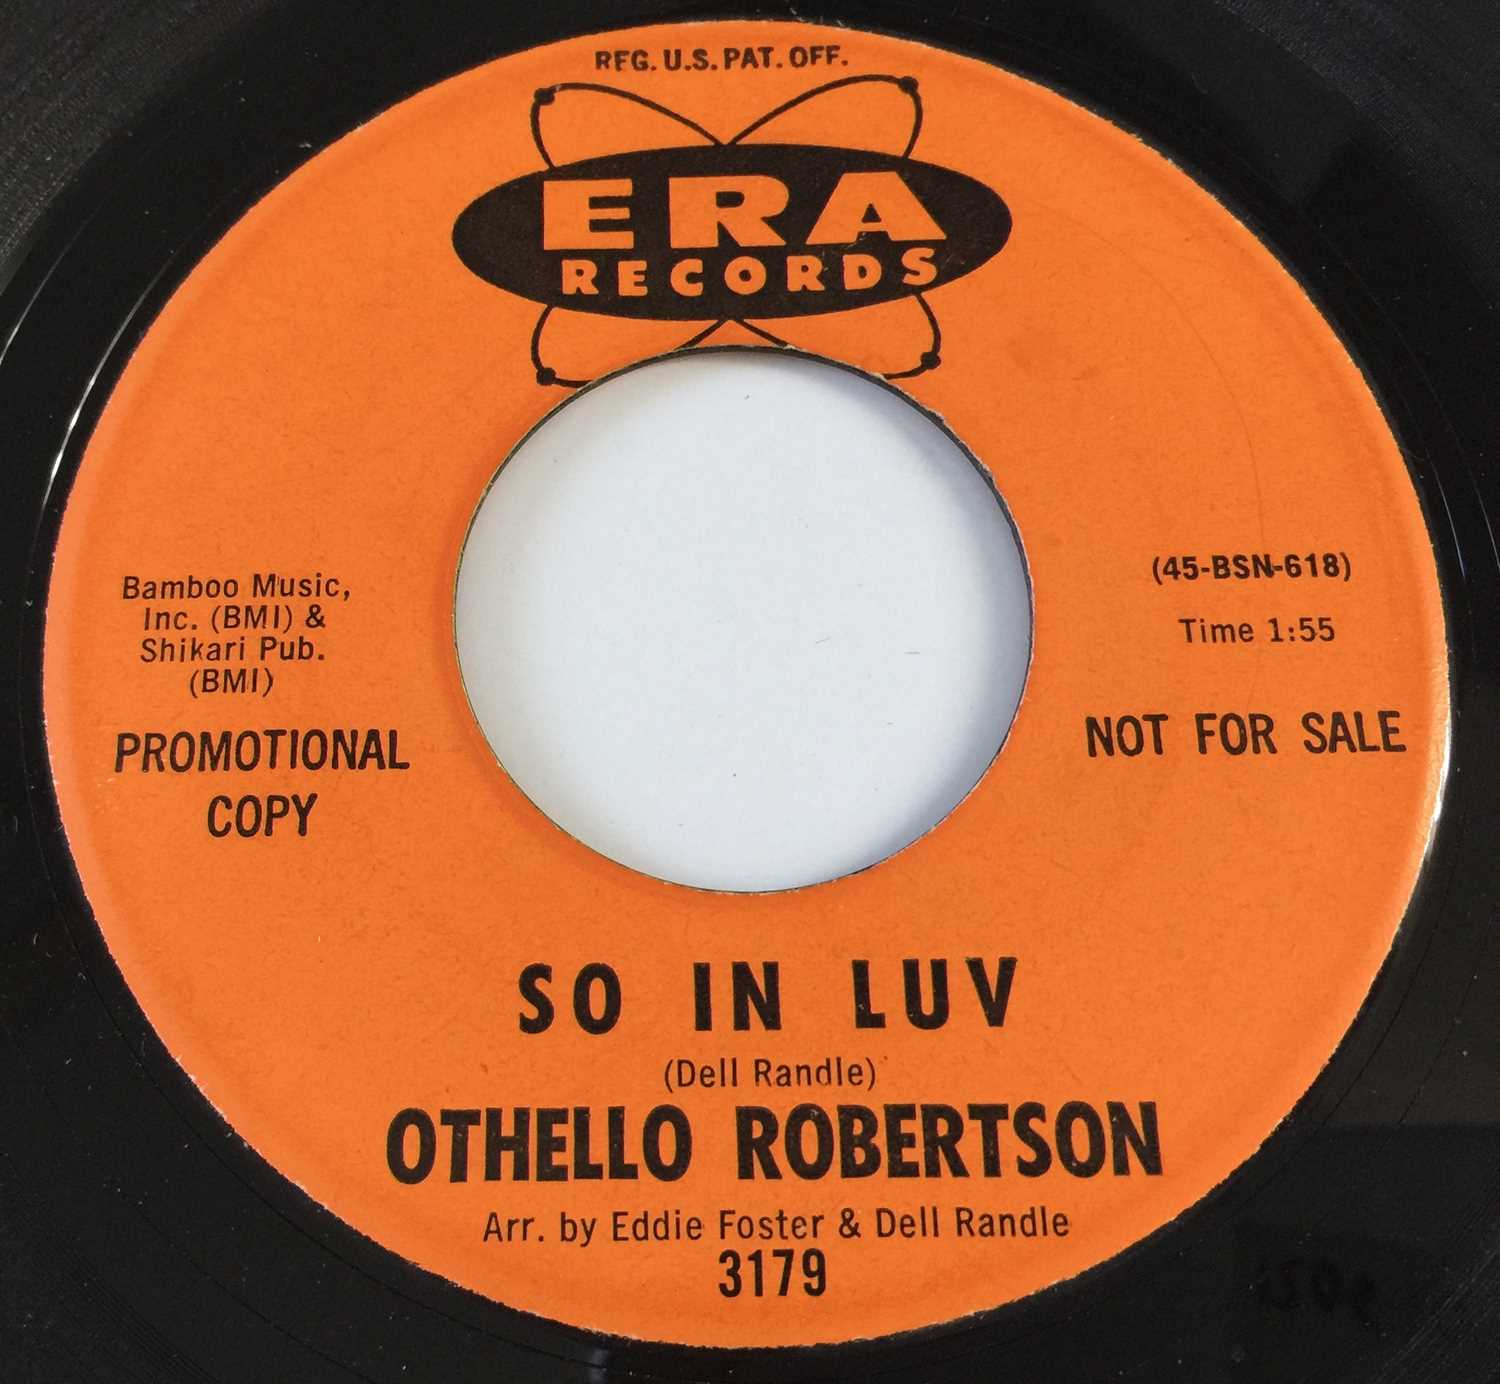 REG. U.S. PAT. OFF.
ERA
RECORDS
Bamboo Music,
Inc. (BMI) &
Shikari Pub.
(BMI)
PROMOTIONAL
COPY
(45-BSN-618)
Time 1:55
NOT FOR SALE
SO IN LUV
(Dell Randle)
OTHELLO ROBERTSON
Arr. by Eddie Foster & Dell Randle
3179